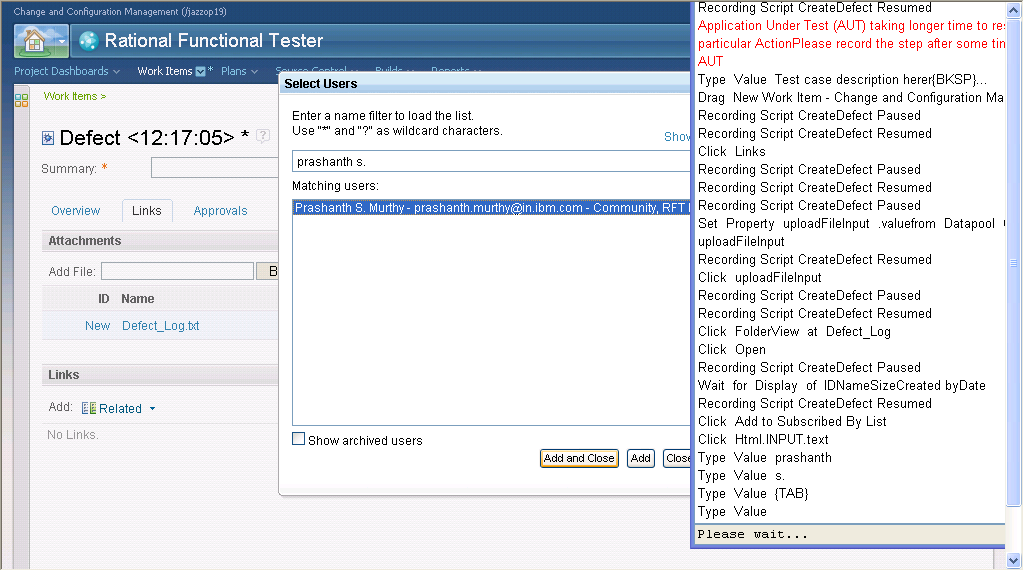 Change and Configuration Management (/jazzop19)
Rational Functional Tester
Project Dashboards
Work Items *
Plans
Source Control
Builds
Reports
Work Items >
Defect <12:17:05> * ?
Summary: *
Overview
Links
Approvals
Attachments
Add File:
B
ID Name
New Defect_Log.txt
Links
Add: Related
No Links.
Select Users
Enter a name filter to load the list.
Use "*" and "?" as wildcard characters.
Show
prashanth s.
Matching users:
Prashanth S. Murthy - prashanth.murthy@in.ibm.com - Community, RFT
Show archived users
Add and Close
Add
Close
Recording Script CreateDefect Resumed
Application Under Test (AUT) taking longer time to res
particular ActionPlease record the step after some tin
AUT
Type Value Test case description herer{BKSP}...
Drag New Work Item - Change and Configuration Ma
Recording Script CreateDefect Paused
Recording Script CreateDefect Resumed
Click Links
Recording Script CreateDefect Paused
Recording Script CreateDefect Resumed
Recording Script CreateDefect Paused
Set Property uploadFileInput .valuefrom Datapool
uploadFileInput
Recording Script CreateDefect Resumed
Click uploadFileInput
Recording Script CreateDefect Paused
Recording Script CreateDefect Resumed
Click FolderView at Defect_Log
Click Open
Recording Script CreateDefect Paused
Wait for Display of IDNameSizeCreated byDate
Recording Script CreateDefect Resumed
Click Add to Subscribed By List
Click Html.INPUT.text
Type Value prashanth
Type Value s.
Type Value {TAB}
Type Value
Please wait...